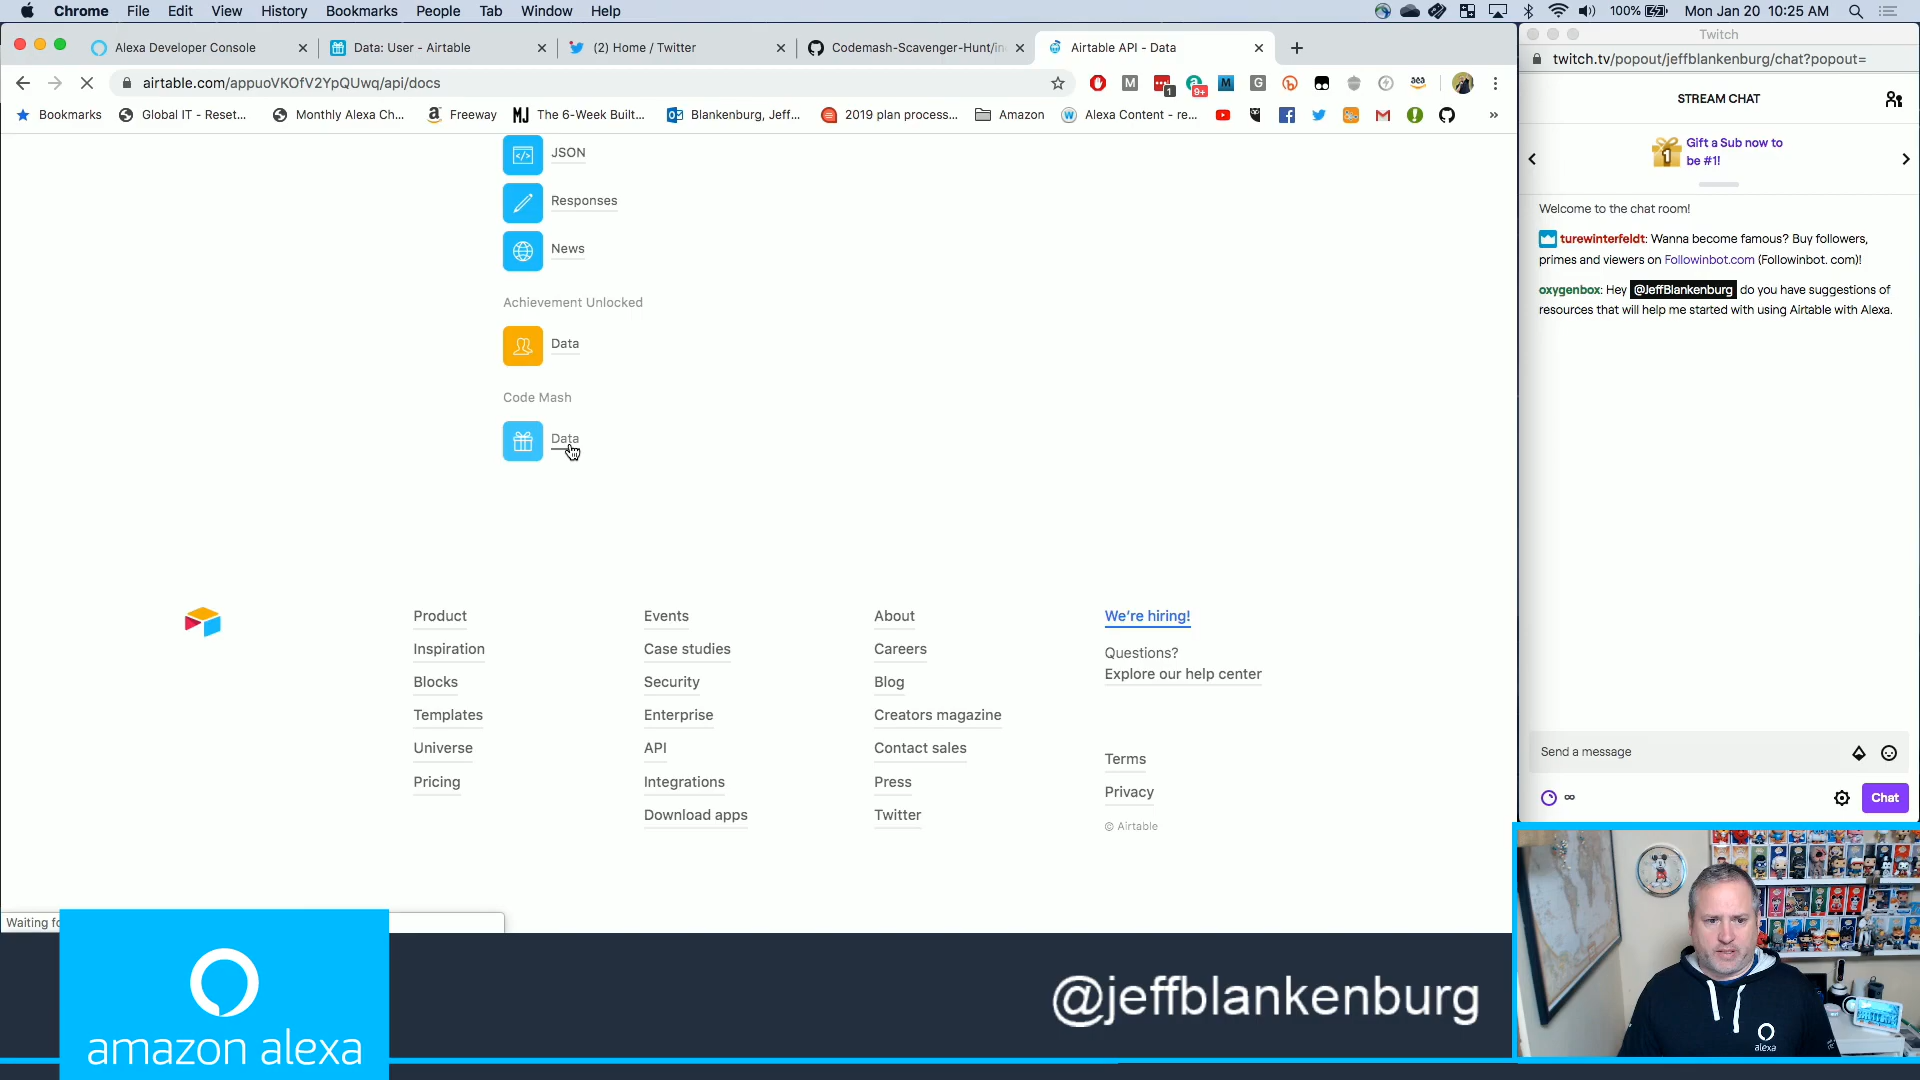 Chrome File Edit View History Bookmarks People Tab Window Help
100% Mon Jan 20 10:25 AM
Alexa Developer Console
Data: User - Airtable
(2) Home / Twitter
Codemash-Scavenger-Hunt/in
Airtable API - Data
airtable.com/appuoVKOfV2YpQUwq/api/docs
1
9+
Bookmarks
Global IT - Reset...
Monthly Alexa Ch...
Freeway
The 6-Week Built...
Blankenburg, Jeff...
2019 plan process...
Amazon
Alexa Content - re...
JSON
Responses
News
Achievement Unlocked
Data
Code Mash
Data
Product
Inspiration
Blocks
Templates
Universe
Pricing
Events
Case studies
Security
Enterprise
API
Integrations
Download apps
About
Careers
Blog
Creators magazine
Contact sales
Press
Twitter
We're hiring!
Questions?
Explore our help center
Terms
Privacy
© Airtable
Waiting
amazon alexa
@jeffblankenburg
Twitch
twitch.tv/popout/jeffblankenburg/chat?popout=
STREAM CHAT
1
Gift a Sub now to
be #1!
Welcome to the chat room!
turewinterfeldt: Wanna become famous? Buy followers,
primes and viewers on Followinbot.com (Followinbot. com)!
oxygenbox: Hey @JeffBlankenburg do you have suggestions of
resources that will help me started with using Airtable with Alexa.
Send a message
Chat
alexa